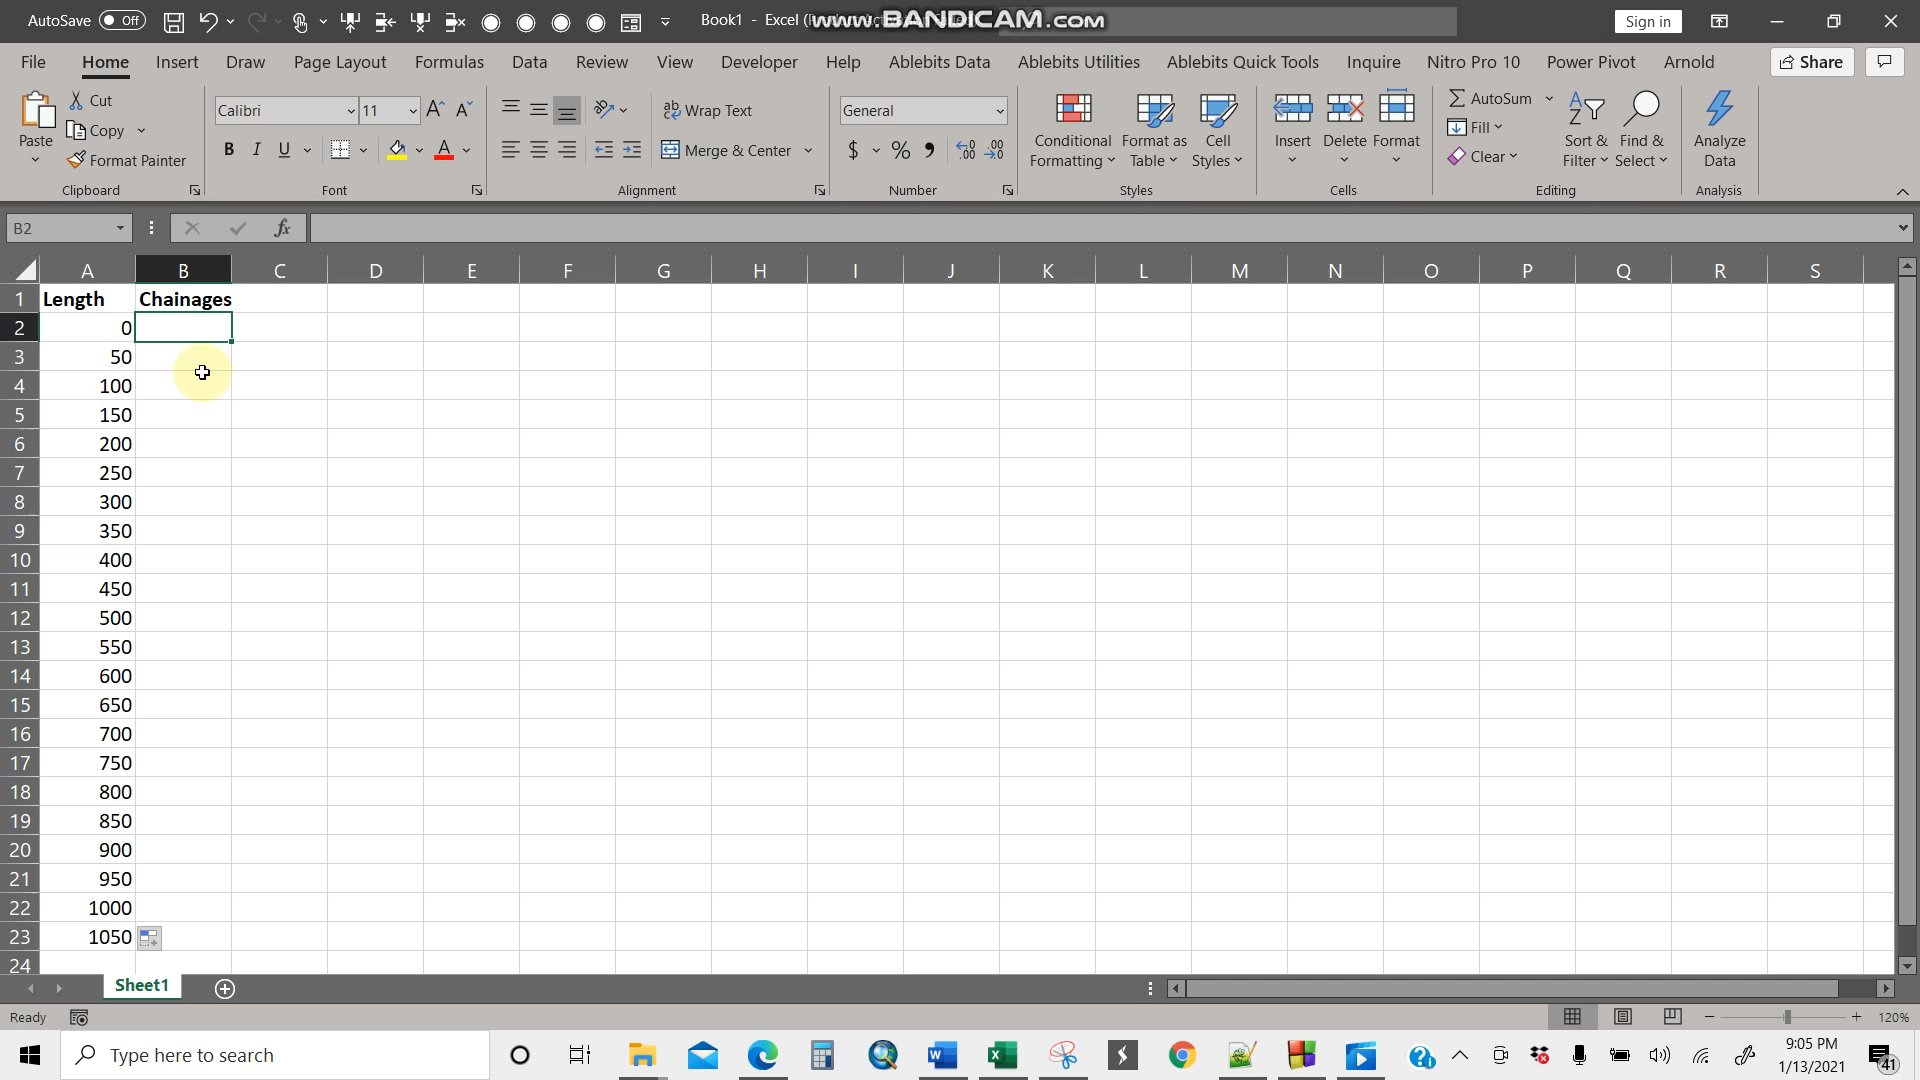 AutoSave Off Book1 - Excel ( www.BANDICAM.com Sign in
File Home Insert Draw Page Layout Formulas Data Review View Developer Help Ablebits Data Ablebits Utilities Ablebits Quick Tools Inquire Nitro Pro 10 Power Pivot Arnold Share
Paste Cut
Copy
Format Painter
Clipboard
Calibri 11
B I U A
Font
Wrap Text
Merge & Center
Alignment
General
$ % 9 .00 .00
Number
Conditional Formatting
Format as Table
Cell Styles
Styles
Insert Delete Format
Cells
AutoSum
Fill
Clear
Sort & Filter
Find & Select
Editing
Analyze Data
Analysis
B2 fx
A B C D E F G H I J K L M N O P Q R S
1 Length Chainages
2 0
3 50
4 100
5 150
6 200
7 250
8 300
9 350
10 400
11 450
12 500
13 550
14 600
15 650
16 700
17 750
18 800
19 850
20 900
21 950
22 1000
23 1050
24
Sheet1
Ready 120%
Type here to search 9:05 PM
1/13/2021 41